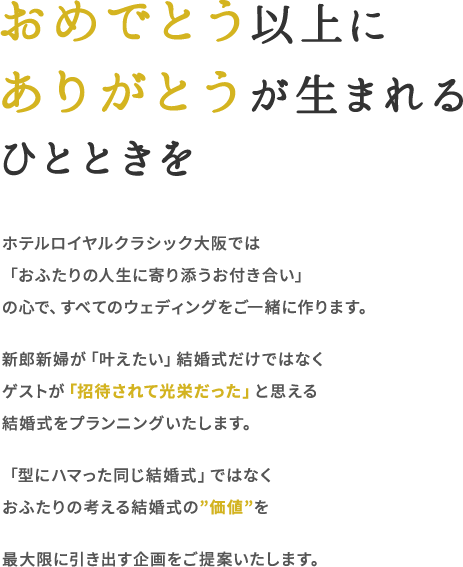 おめでとう以上に
ありがとうが生まれる
ひとときを
ホテルロイヤルクラシック大阪では
「おふたりの人生に寄り添うお付き合い」
の心で、すべてのウェディングをご一緒に作ります。
新郎新婦が「叶えたい」結婚式だけではなく
ゲストが「招待されて光栄だった」と思える
結婚式をプランニングいたします。
「型にハマった同じ結婚式」ではなく
おふたりの考える結婚式の”価値”を
最大限に引き出す企画をご提案いたします。